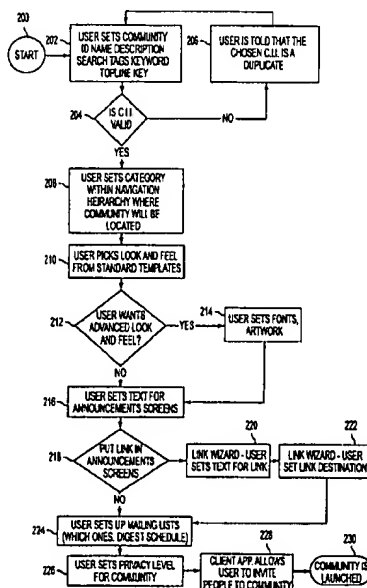 200
START
202
USER SETS COMMUNITY
ID NAME DESCRIPTION
SEARCH TAGS KEYWORD
TOPLINE KEY
206
USER IS TOLD THAT THE
CHOSEN C.I.I. IS A
DUPLICATE
204
IS C I I
VALID
NO
YES
208
USER SETS CATEGORY
WITHIN NAVIGATION
HEIRARCHY WHERE
COMMUNITY WILL BE
LOCATED
210
USER PICKS LOOK AND FEEL
FROM STANDARD TEMPLATES
212
USER WANTS
ADVANCED LOOK
AND FEEL?
YES
214
USER SETS FONTS,
ARTWORK
NO
216
USER SETS TEXT FOR
ANNOUNCEMENTS SCREENS
218
PUT LINK IN
ANNOUNCEMENTS
SCREENS
220
LINK WIZARD - USER
SETS TEXT FOR LINK
222
LINK WIZARD - USER
SET LINK DESTINATION
NO
224
USER SETS UP MAILING LISTS
(WHICH ONES, DIGEST SCHEDULE)
226
USER SETS PRIVACY LEVEL
FOR COMMUNITY
228
CLIENT APP. ALLOWS
USER TO INVITE
PEOPLE TO COMMUNITY
230
COMMUNITY IS
LAUNCHED